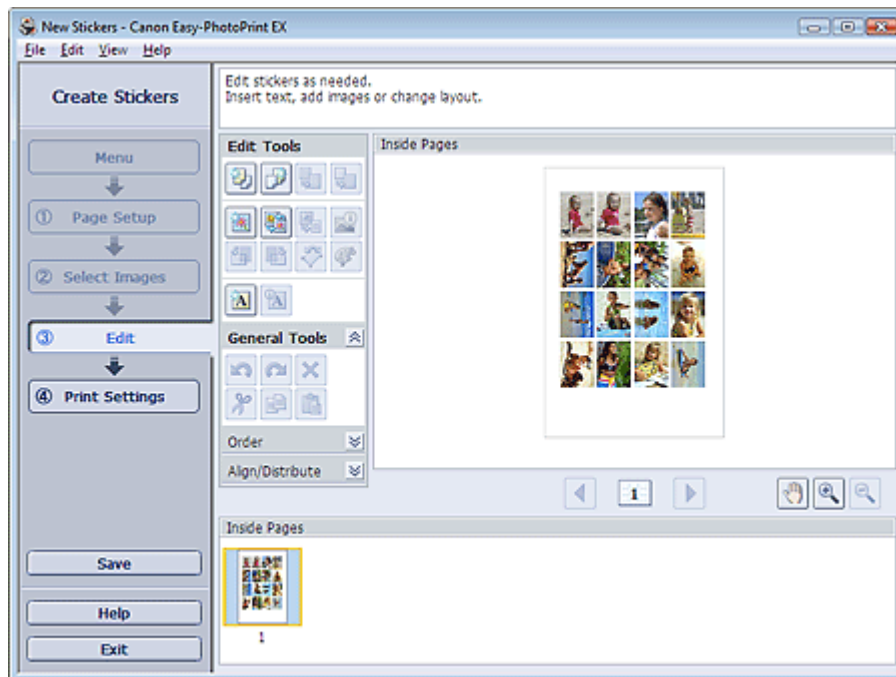 New Stickers - Canon Easy-PhotoPrint EX
File Edit View Help
Create Stickers
Edit stickers as needed.
Insert text, add images or change layout.
Menu
① Page Setup
② Select Images
③ Edit
④ Print Settings
Save
Help
Exit
Edit Tools
A A
General Tools
Order
Align/Distribute
Inside Pages
1
Inside Pages
1